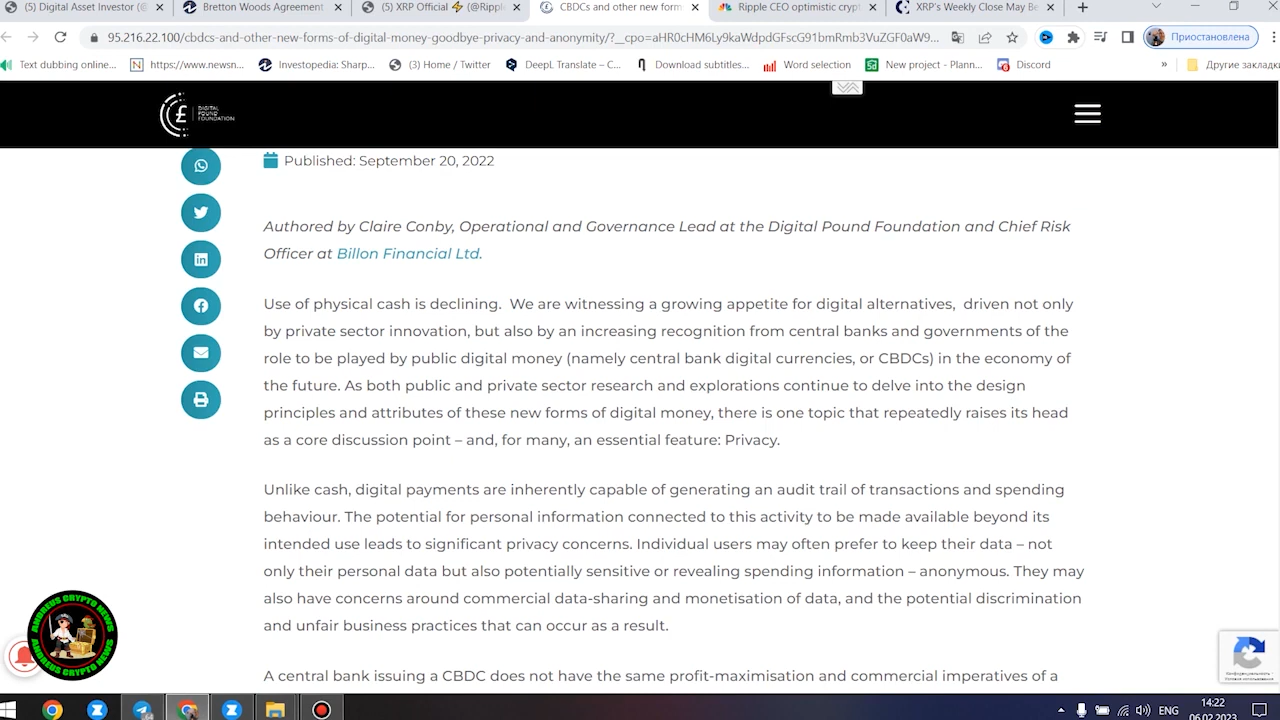 (5) Digital Asset Investor (@
Bretton Woods Agreement
(5) XRP Official ⚡ (@Ripple
CBDCs and other new form
Ripple CEO optimistic crypt
XRP's Weekly Close May Be
95.216.22.100/cbdcs-and-other-new-forms-of-digital-money-goodbye-privacy-and-anonymity/?__cpo=aHR0cHM6Ly9kaWdpdGFscG91bmRmb3VuZGF0aW9...
Приостановлена
Text dubbing online...
https://www.newsn...
Investopedia: Sharp...
(3) Home / Twitter
DeepL Translate – C...
Download subtitles...
Word selection
New project - Plann...
Discord
»
Другие закладки
DIGITAL
POUND
FOUNDATION
Published: September 20, 2022
Authored by Claire Conby, Operational and Governance Lead at the Digital Pound Foundation and Chief Risk
Officer at Billon Financial Ltd.
Use of physical cash is declining. We are witnessing a growing appetite for digital alternatives, driven not only
by private sector innovation, but also by an increasing recognition from central banks and governments of the
role to be played by public digital money (namely central bank digital currencies, or CBDCs) in the economy of
the future. As both public and private sector research and explorations continue to delve into the design
principles and attributes of these new forms of digital money, there is one topic that repeatedly raises its head
as a core discussion point – and, for many, an essential feature: Privacy.
Unlike cash, digital payments are inherently capable of generating an audit trail of transactions and spending
behaviour. The potential for personal information connected to this activity to be made available beyond its
intended use leads to significant privacy concerns. Individual users may often prefer to keep their data – not
only their personal data but also potentially sensitive or revealing spending information – anonymous. They may
also have concerns around commercial data-sharing and monetisation of data, and the potential discrimination
and unfair business practices that can occur as a result.
A central bank issuing a CBDC does not have the same profit-maximisation and commercial imperatives of a
ANDREUS CRYPTO NEWS
ANDREUS CRYPTO NEWS
ENG
14:22
06.02.2023